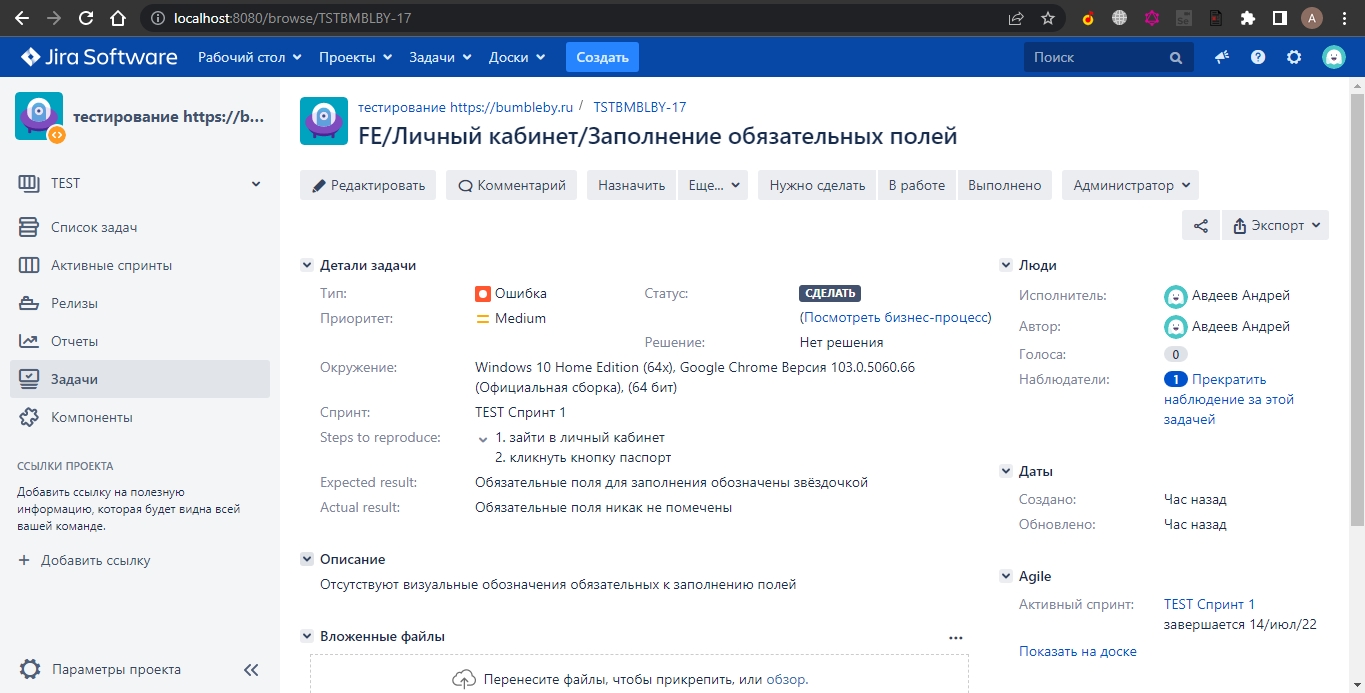 localhost:8080/browse/TSTBMBLBY-17
A
Jira Software Рабочий стол Проекты Задачи Доски Создать Поиск
тестирование https://b...
TEST
Список задач
Активные спринты
Релизы
Отчеты
Задачи
Компоненты
ССЫЛКИ ПРОЕКТА
Добавить ссылку на полезную
информацию, которая будет видна всей
вашей команде.
+ Добавить ссылку
Параметры проекта
тестирование https://bumbleby.ru / TSTBMBLBY-17
FE/Личный кабинет/Заполнение обязательных полей
Редактировать Комментарий Назначить Еще... Нужно сделать В работе Выполнено Администратор
Экспорт
Детали задачи
Тип: Ошибка Статус: СДЕЛАТЬ
Приоритет: Medium (Посмотреть бизнес-процесс)
Решение: Нет решения
Окружение: Windows 10 Home Edition (64x), Google Chrome Версия 103.0.5060.66
(Официальная сборка), (64 бит)
Спринт: TEST Спринт 1
Steps to reproduce: 1. зайти в личный кабинет
2. кликнуть кнопку паспорт
Expected result: Обязательные поля для заполнения обозначены звёздочкой
Actual result: Обязательные поля никак не помечены
Описание
Отсутствуют визуальные обозначения обязательных к заполнению полей
Вложенные файлы
Перенесите файлы, чтобы прикрепить, или обзор.
Люди
Исполнитель: Авдеев Андрей
Автор: Авдеев Андрей
Голоса: 0
Наблюдатели: 1 Прекратить
наблюдение за этой
задачей
Даты
Создано: Час назад
Обновлено: Час назад
Agile
Активный спринт: TEST Спринт 1
завершается 14/июл/22
Показать на доске